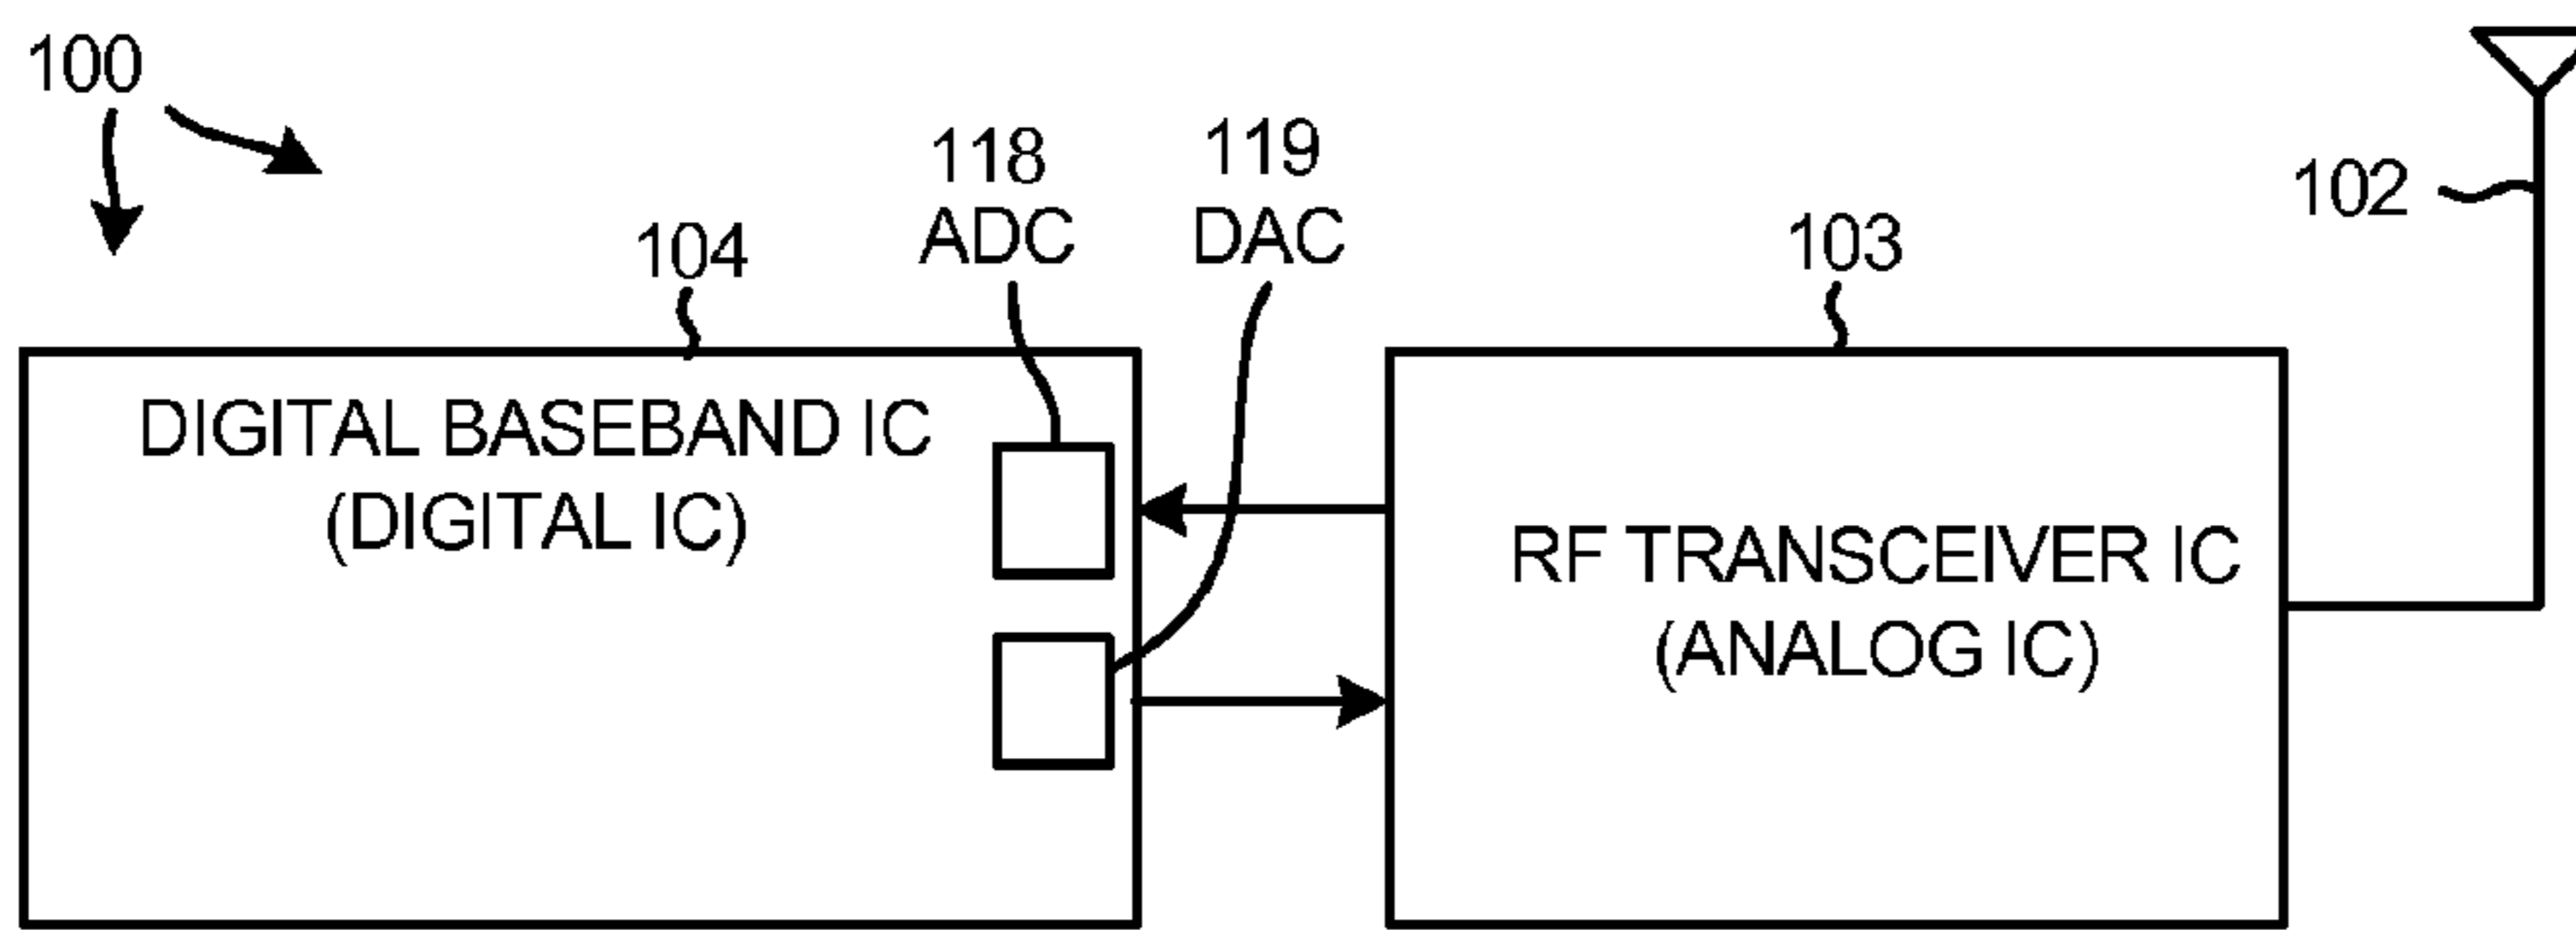 100
118
ADC
119
DAC
102
104
103
DIGITAL BASEBAND IC
(DIGITAL IC)
RF TRANSCEIVER IC
(ANALOG IC)